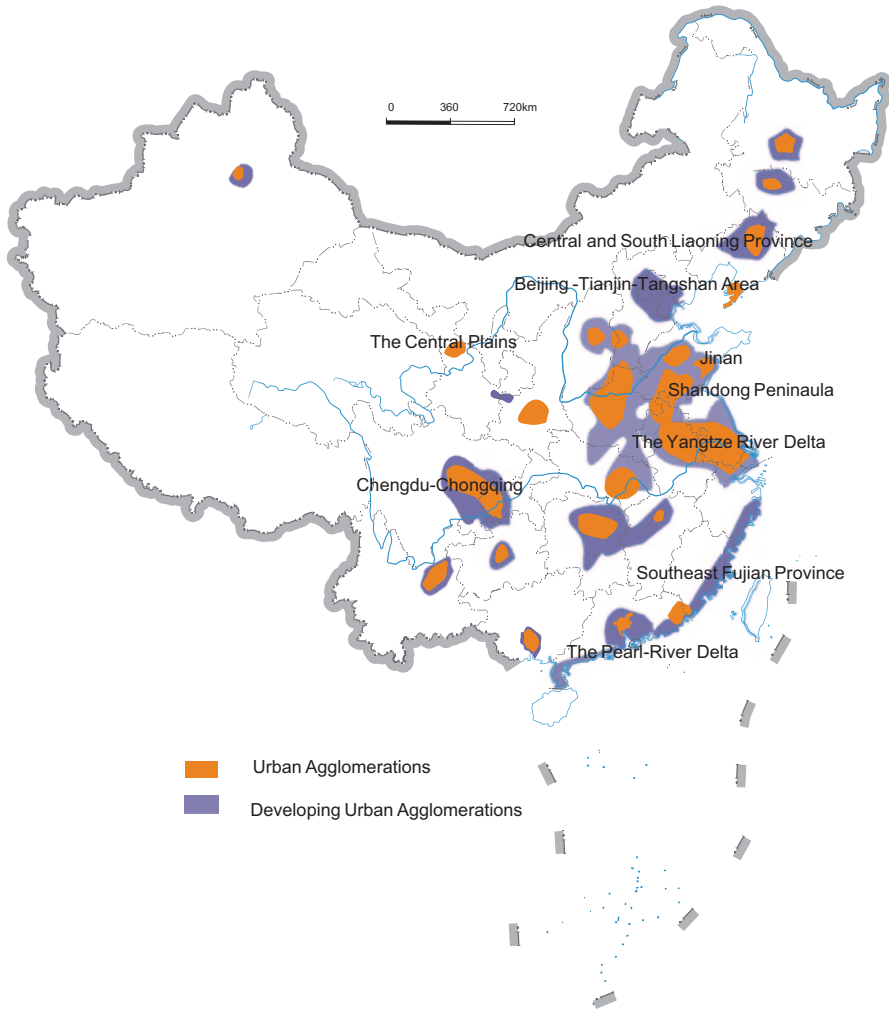 0 360 720km
Central and South Liaoning Province
Beijing -Tianjin-Tangshan Area
The Central Plains
Jinan
Shandong Peninaula
The Yangtze River Delta
Chengdu-Chongqing
Southeast Fujian Province
The Pearl-River Delta
Urban Agglomerations
Developing Urban Agglomerations